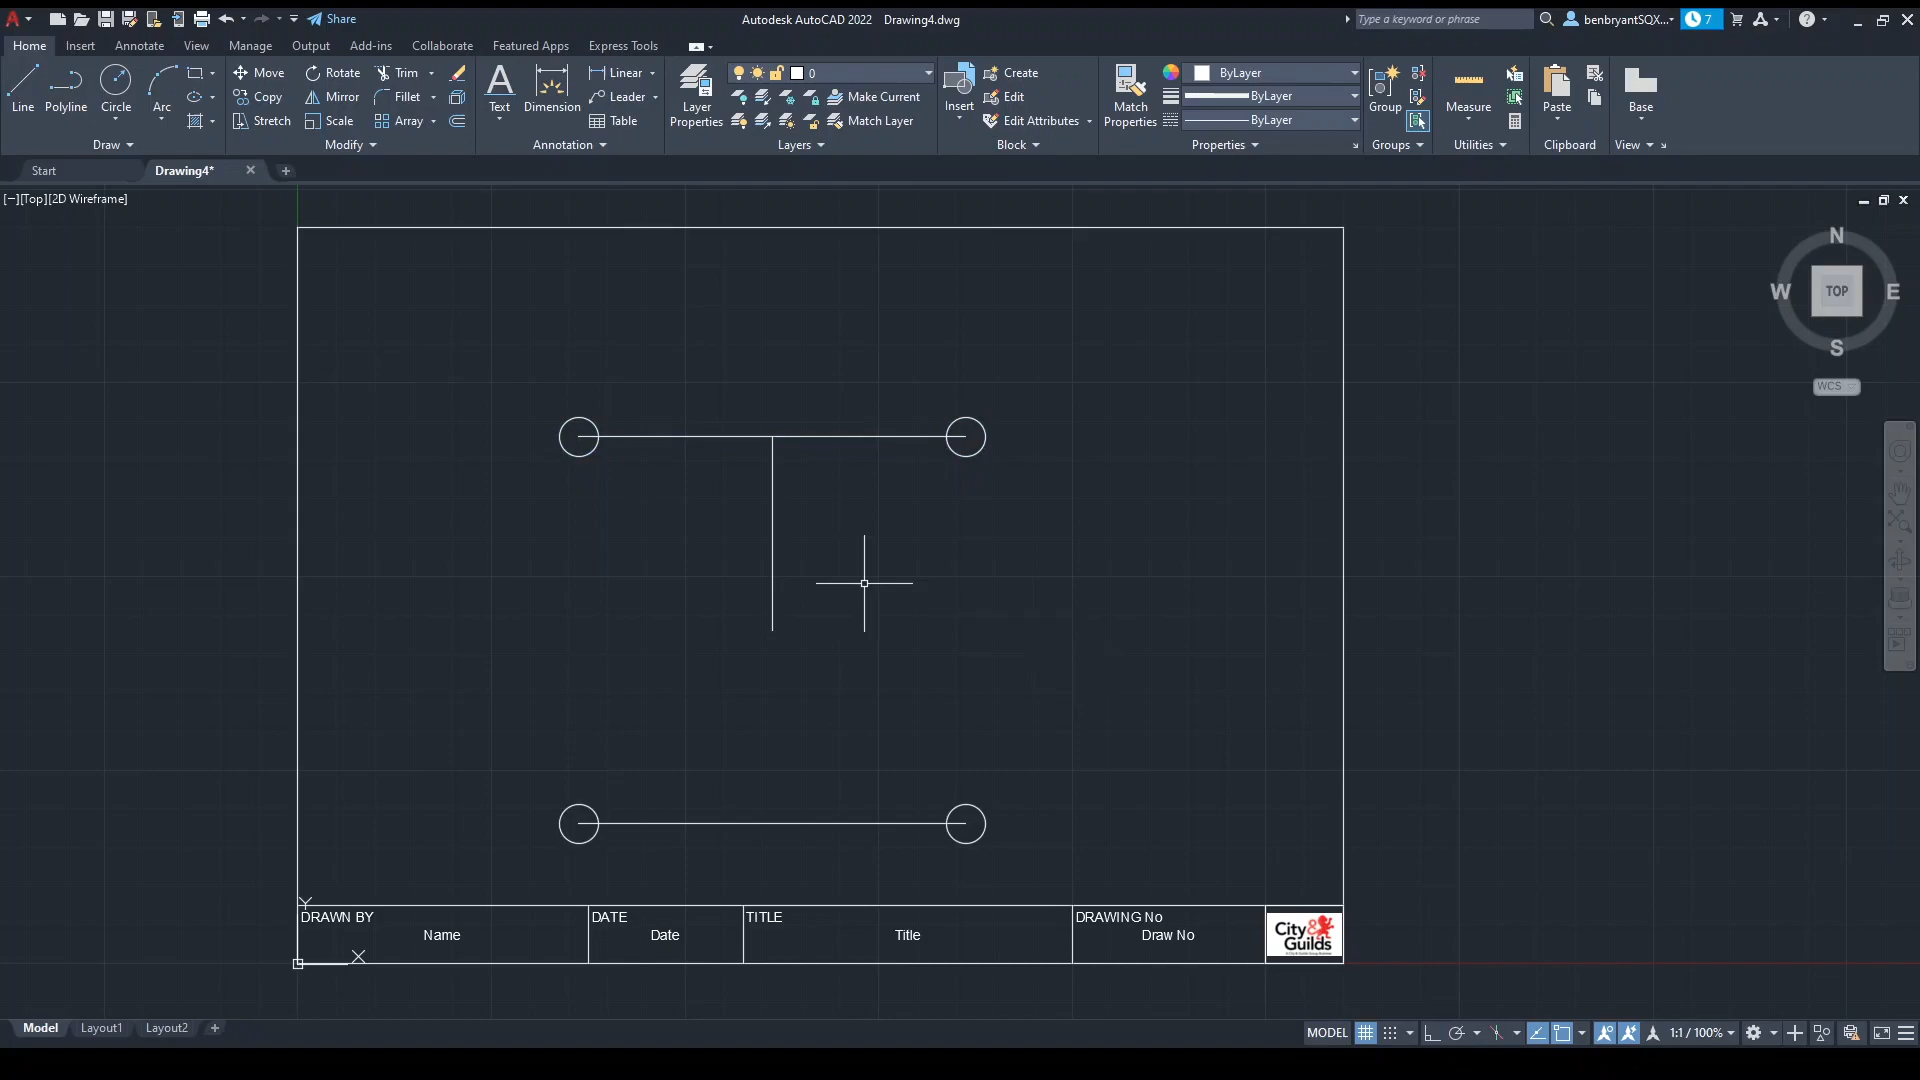 Share
Autodesk AutoCAD 2022 Drawing4.dwg
Type a keyword or phrase
benbryantSQX...
7
Home Insert Annotate View Manage Output Add-ins Collaborate Featured Apps Express Tools
Line
Polyline
Circle
Arc
Draw
Move Rotate Trim
Copy Mirror Fillet
Stretch Scale Array
Modify
Text
Dimension
Linear
Leader
Table
Annotation
Layer
Properties
0
Make Current
Match Layer
Layers
Insert
Create
Edit
Edit Attributes
Block
Match
Properties
ByLayer
ByLayer
ByLayer
Properties
Group
Groups
Measure
Utilities
Paste
Clipboard
Base
View
Start
Drawing4*
[−][Top][2D Wireframe]
N
W TOP E
S
WCS
Y
X
DRAWN BY
Name
DATE
Date
TITLE
Title
DRAWING No
Draw No
City&
Guilds
Model Layout1 Layout2
MODEL
1:1 / 100%